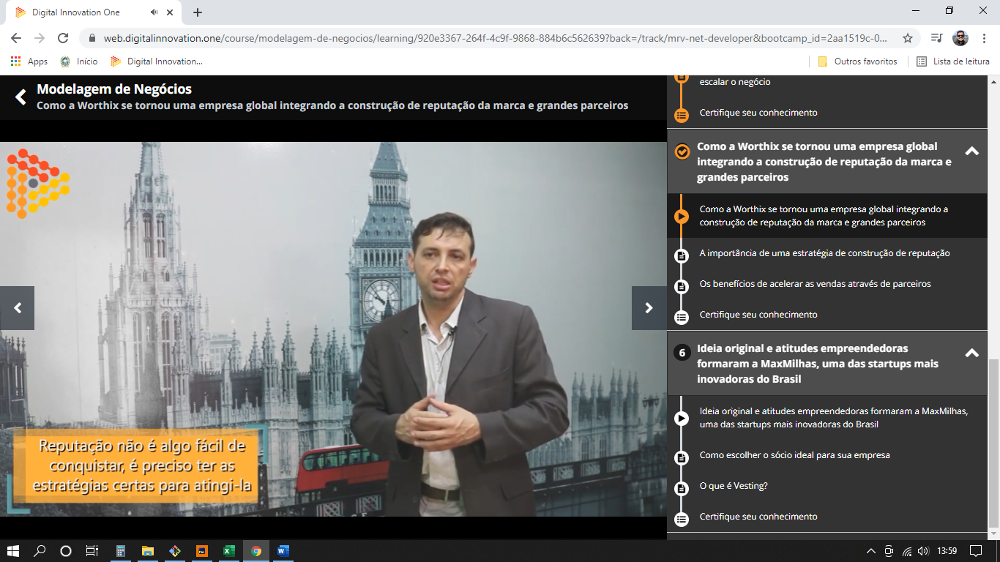 Digital Innovation One
web.digitalinnovation.one/course/modelagem-de-negocios/learning/920e3367-264f-4c9f-9868-884b6c562639?back=/track/mrv-net-developer&bootcamp_id=2aa1519c-0...
Apps
Início
Digital Innovation...
Outros favoritos
Lista de leitura
Modelagem de Negócios
Como a Worthix se tornou uma empresa global integrando a construção de reputação da marca e grandes parceiros
Reputação não é algo fácil de
conquistar, é preciso ter as
estratégias certas para atingi-la
escalar o negócio
Certifique seu conhecimento
Como a Worthix se tornou uma empresa global
integrando a construção de reputação da marca e
grandes parceiros
Como a Worthix se tornou uma empresa global integrando a
construção de reputação da marca e grandes parceiros
A importância de uma estratégia de construção de reputação
Os benefícios de acelerar as vendas através de parceiros
Certifique seu conhecimento
6
Ideia original e atitudes empreendedoras
formaram a MaxMilhas, uma das startups mais
inovadoras do Brasil
Ideia original e atitudes empreendedoras formaram a MaxMilhas,
uma das startups mais inovadoras do Brasil
Como escolher o sócio ideal para sua empresa
O que é Vesting?
Certifique seu conhecimento
13:59